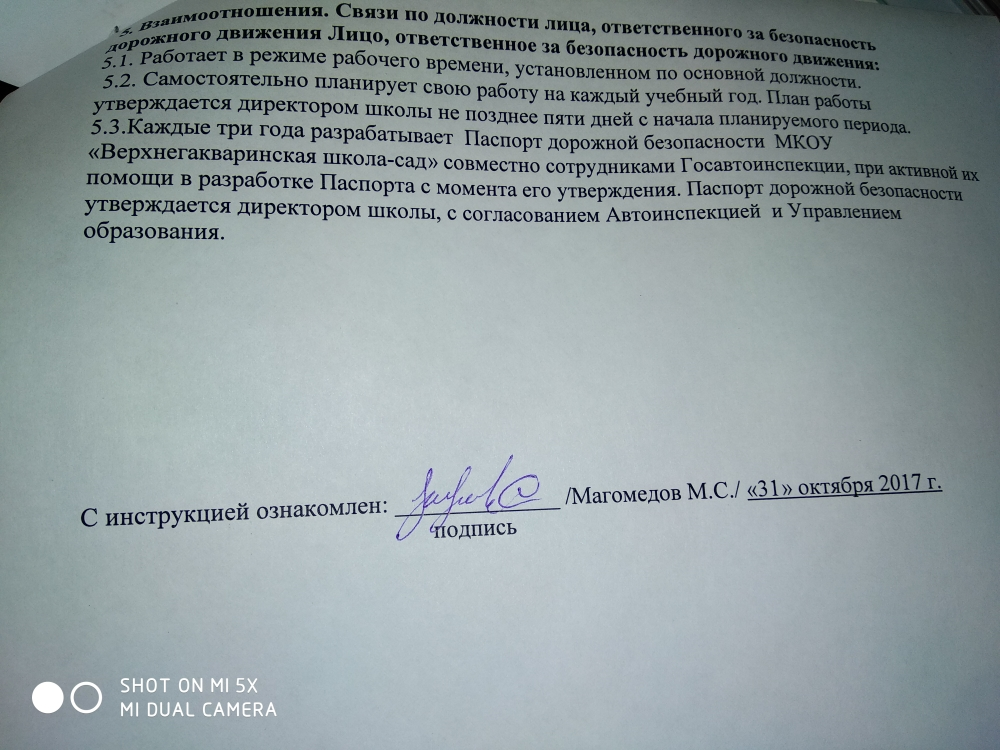 5. Взаимоотношения. Связи по должности лица, ответственного за безопасность
дорожного движения Лицо, ответственное за безопасность дорожного движения:
5.1. Работает в режиме рабочего времени, установленном по основной должности.
5.2. Самостоятельно планирует свою работу на каждый учебный год. План работы
утверждается директором школы не позднее пяти дней с начала планируемого периода.
5.3.Каждые три года разрабатывает Паспорт дорожной безопасности МКОУ
«Верхнегакваринская школа-сад» совместно сотрудниками Госавтоинспекции, при активной их
помощи в разработке Паспорта с момента его утверждения. Паспорт дорожной безопасности
утверждается директором школы, с согласованием Автоинспекцией и Управлением
образования.
С инструкцией ознакомлен: /Магомедов М.С./ «31» октября 2017 г.
подпись
SHOT ON MI 5X
MI DUAL CAMERA